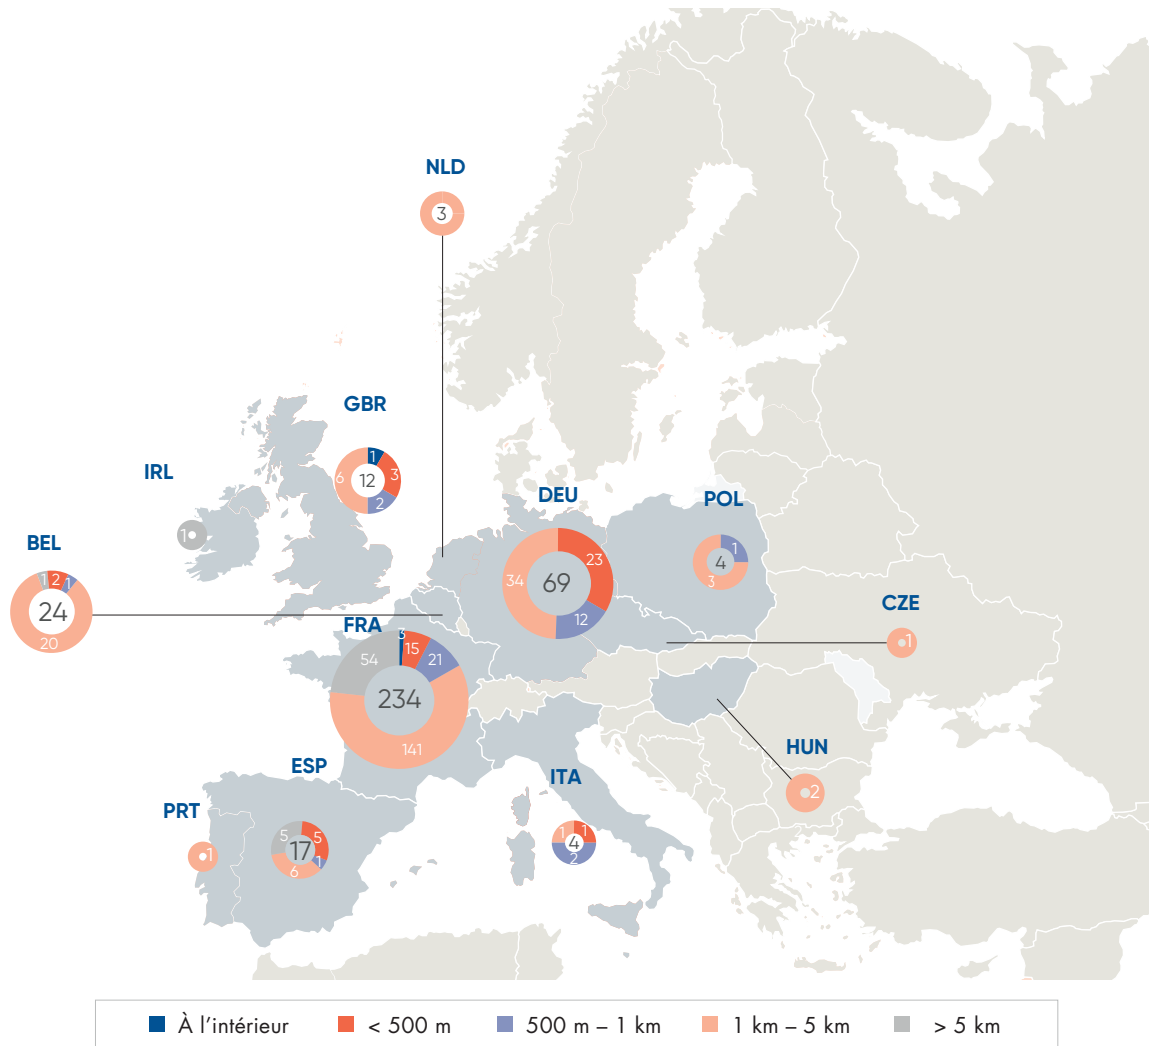 NLD
3
GBR
1
3
6
12
2
IRL
1
DEU
23
34
69
12
POL
1
4
3
BEL
1
2
1
24
20
CZE
1
FRA
3
15
54
21
234
141
HUN
2
ESP
5
5
17
1
6
ITA
1
1
4
2
PRT
1
À l’intérieur
< 500 m
500 m – 1 km
1 km – 5 km
> 5 km